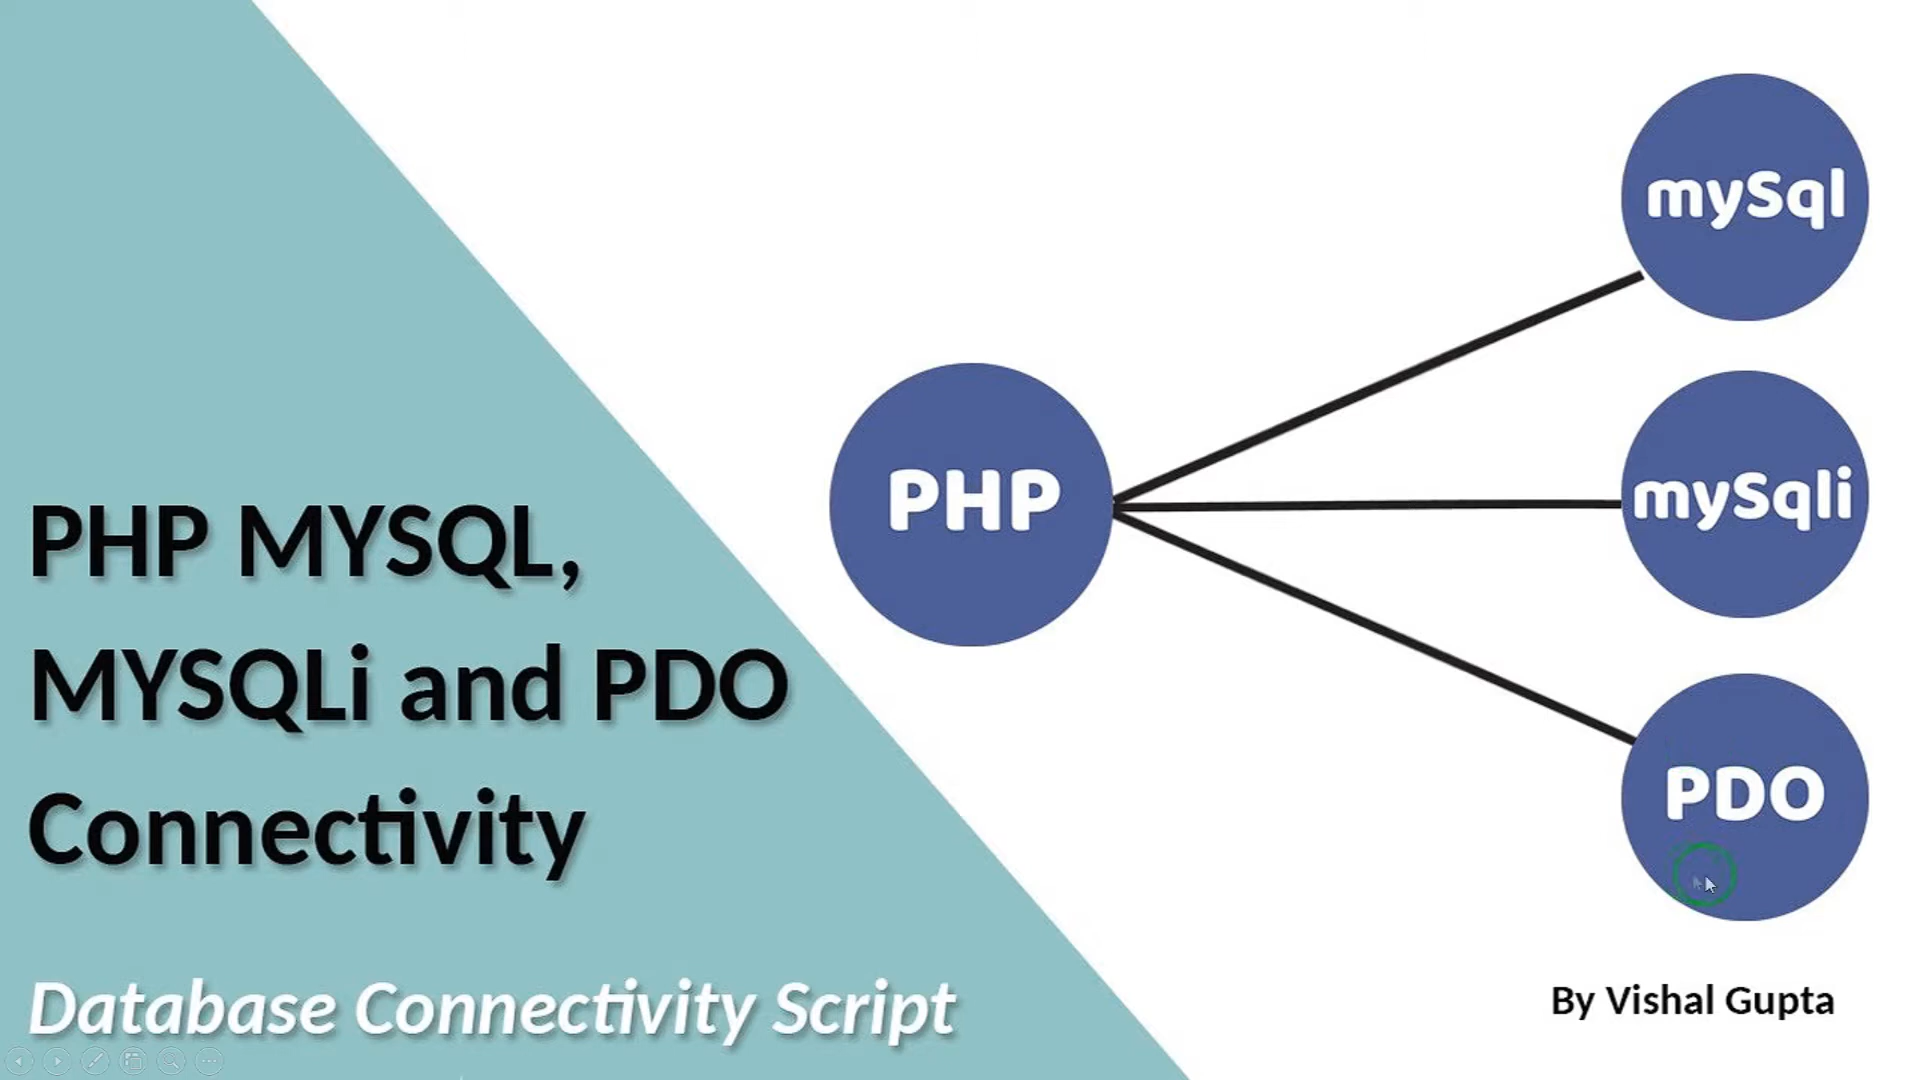 PHP MYSQL,
MYSQLi and PDO
Connectivity
Database Connectivity Script
PHP
mySql
mySqli
PDO
By Vishal Gupta